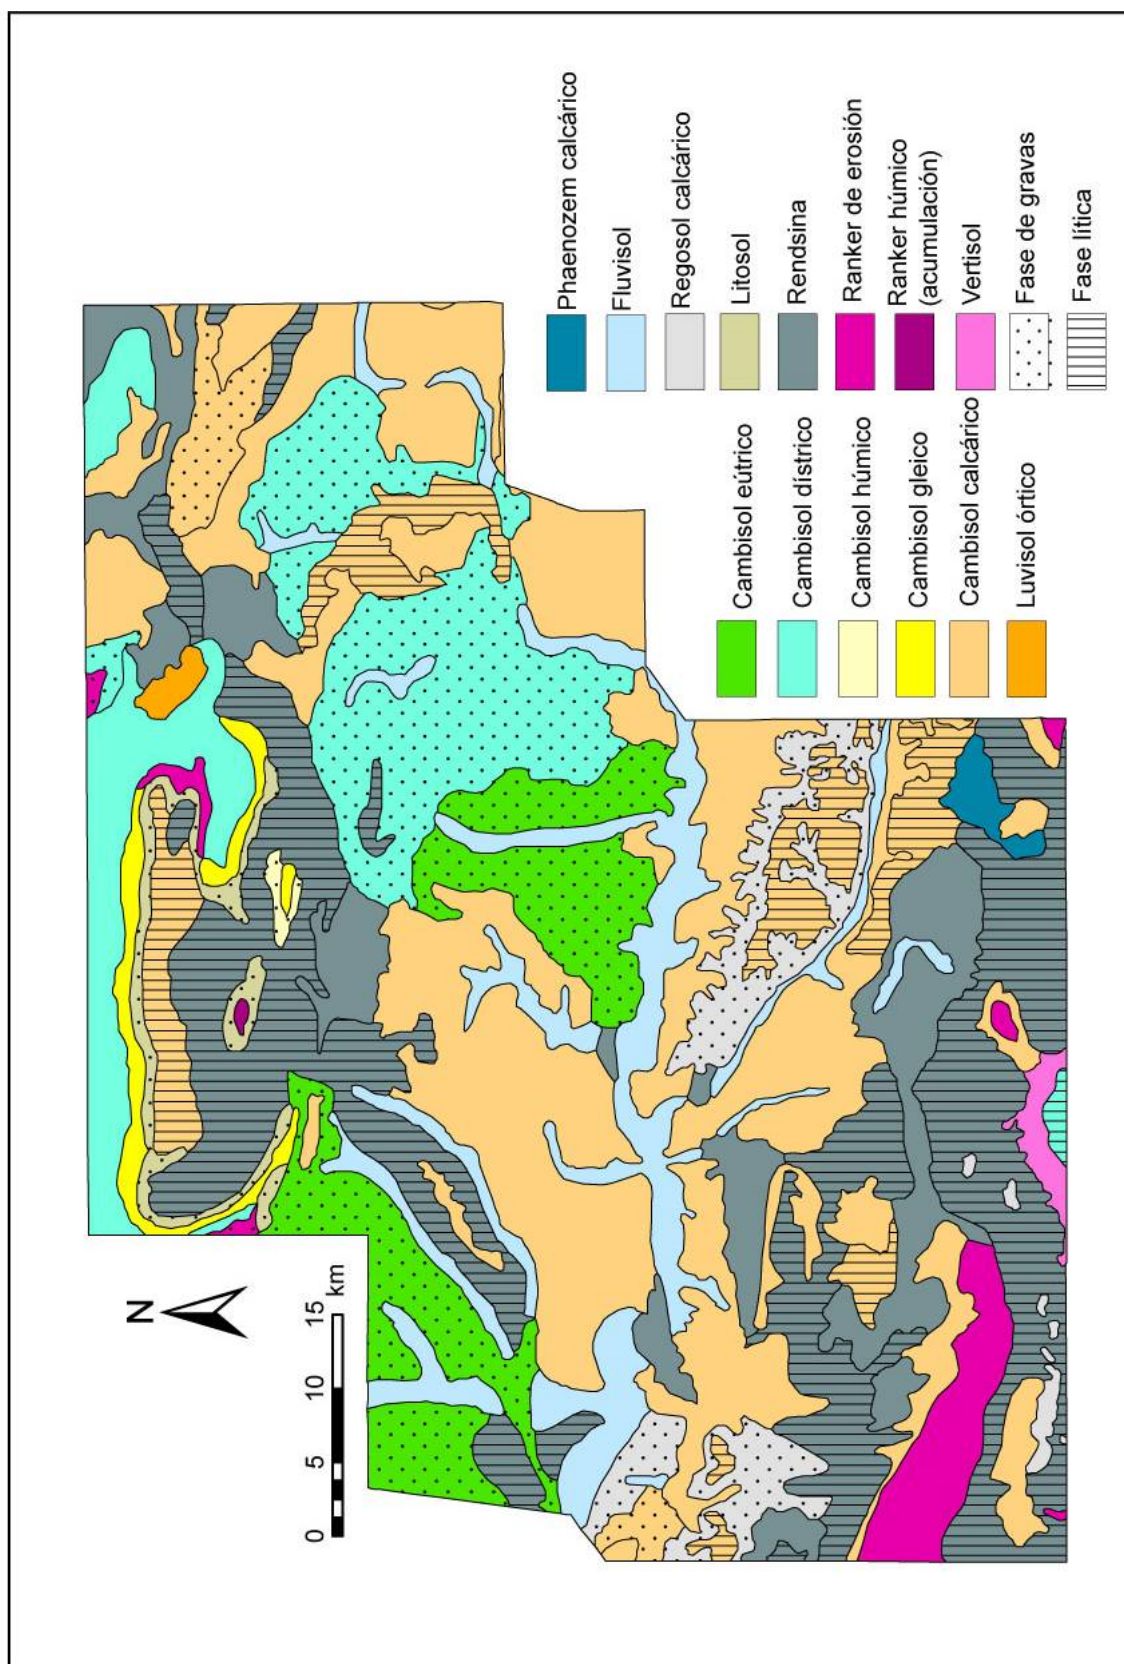 N
0 5 10 15 km
Cambisol eútrico
Cambisol dístrico
Cambisol húmico
Cambisol gleico
Cambisol calcárico
Luvisol órtico
Phaenozem calcárico
Fluvisol
Regosol calcárico
Litosol
Rendsina
Ranker de erosión
Ranker húmico
(acumulación)
Vertisol
Fase de gravas
Fase lítica